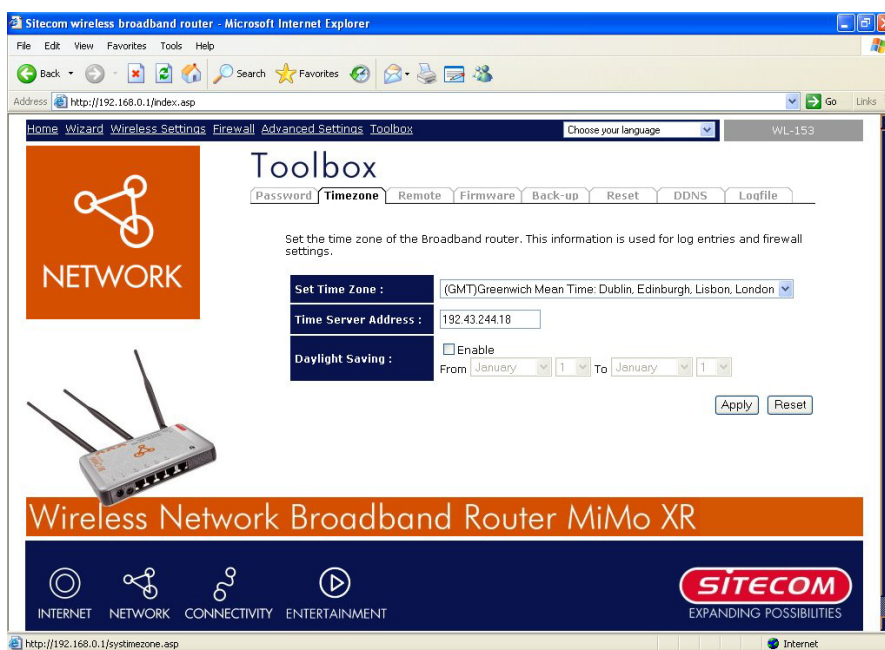 Sitecom wireless broadband router - Microsoft Internet Explorer
File Edit View Favorites Tools Help
Back Search Favorites
Address http://192.168.0.1/index.asp Go Links
Home Wizard Wireless Settings Firewall Advanced Settings Toolbox Choose your language WL-153
Toolbox
Password Timezone Remote Firmware Back-up Reset DDNS Logfile
Set the time zone of the Broadband router. This information is used for log entries and firewall
settings.
NETWORK
Set Time Zone : (GMT)Greenwich Mean Time: Dublin, Edinburgh, Lisbon, London
Time Server Address : 192.43.244.18
Daylight Saving : Enable
From January 1 To January 1
Apply Reset
Wireless Network Broadband Router MiMo XR
INTERNET NETWORK CONNECTIVITY ENTERTAINMENT
SITECOM
EXPANDING POSSIBILITIES
http://192.168.0.1/systimezone.asp Internet